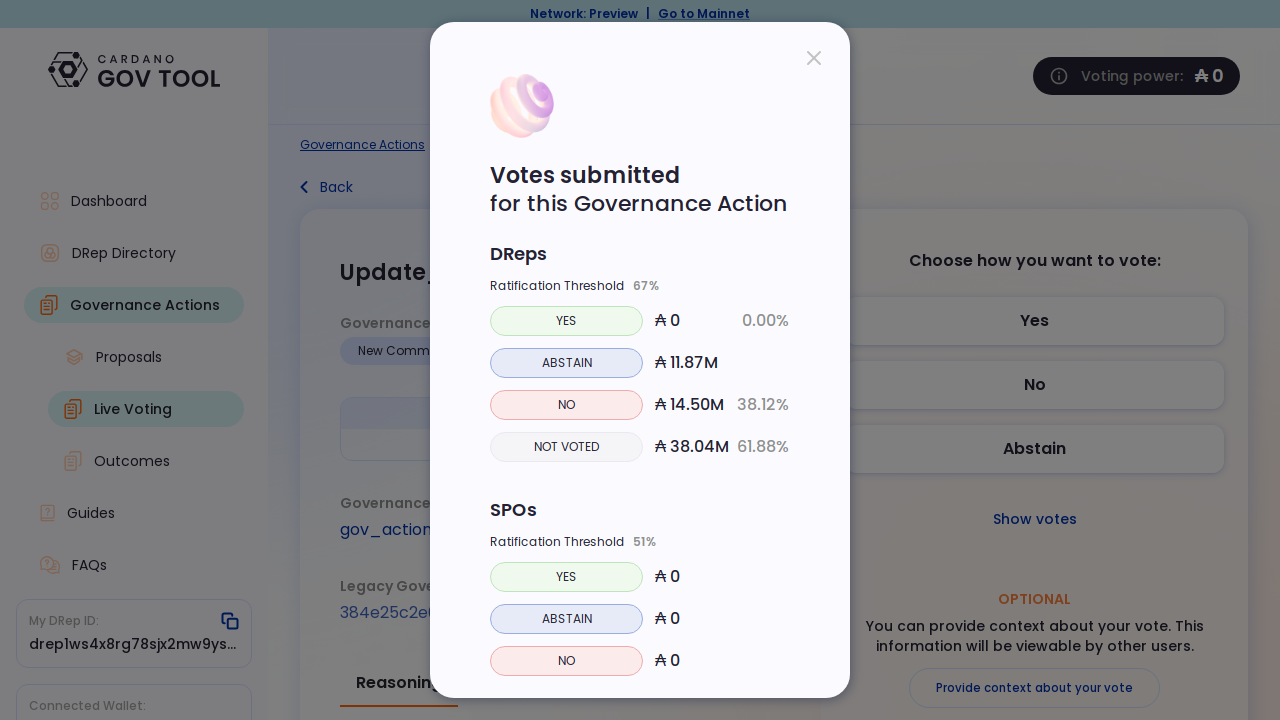 Network: Preview | Go to Mainnet
CARDANO
GOV TOOL
Voting power: ₳ 0
Governance Actions
Back
Dashboard
DRep Directory
Governance Actions
Proposals
Live Voting
Outcomes
Guides
FAQs
My DRep ID:
drep1ws4x8rg78sjx2mw9ys...
Connected Wallet:
Update_
Governance
New Comm
Governance
gov_action
Legacy Gove
384e25c2e
Reasoning
Votes submitted
for this Governance Action
DReps
Ratification Threshold 67%
YES ₳ 0 0.00%
ABSTAIN ₳ 11.87M
NO ₳ 14.50M 38.12%
NOT VOTED ₳ 38.04M 61.88%
SPOs
Ratification Threshold 51%
YES ₳ 0
ABSTAIN ₳ 0
NO ₳ 0
Choose how you want to vote:
Yes
No
Abstain
Show votes
OPTIONAL
You can provide context about your vote. This
information will be viewable by other users.
Provide context about your vote